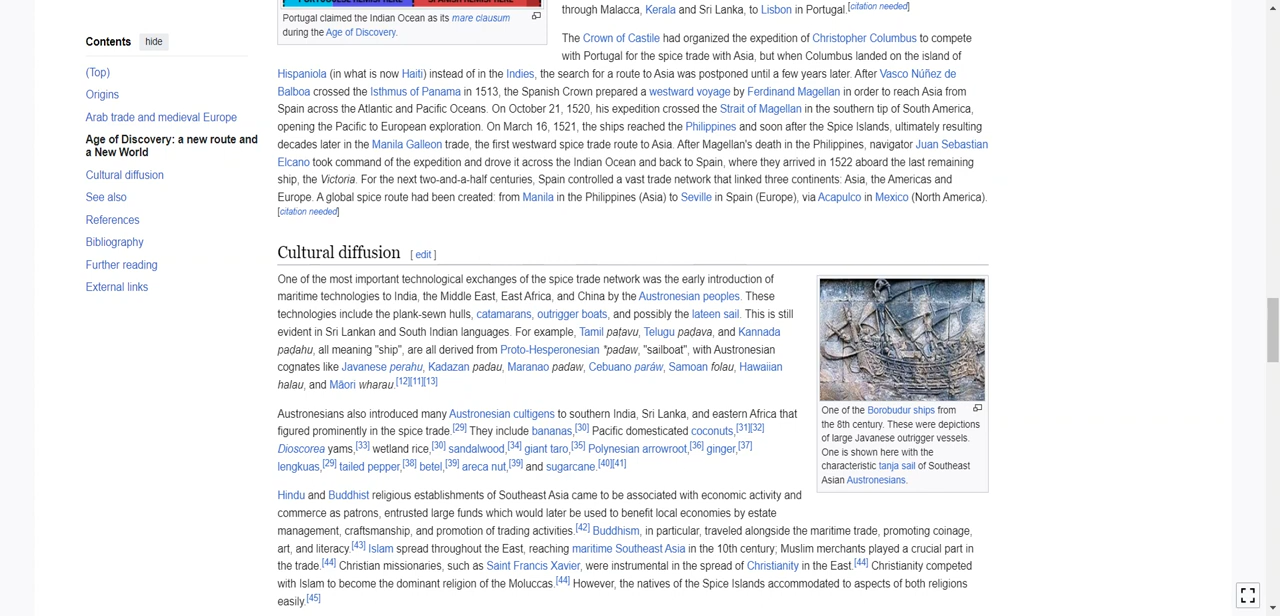 PORTUGUESE HEMISPHERE SPANISH HEMISPHERE
Portugal claimed the Indian Ocean as its mare clausum
during the Age of Discovery.
through Malacca, Kerala and Sri Lanka, to Lisbon in Portugal.[citation needed]
The Crown of Castile had organized the expedition of Christopher Columbus to compete
with Portugal for the spice trade with Asia, but when Columbus landed on the island of
Hispaniola (in what is now Haiti) instead of in the Indies, the search for a route to Asia was postponed until a few years later. After Vasco Núñez de
Balboa crossed the Isthmus of Panama in 1513, the Spanish Crown prepared a westward voyage by Ferdinand Magellan in order to reach Asia from
Spain across the Atlantic and Pacific Oceans. On October 21, 1520, his expedition crossed the Strait of Magellan in the southern tip of South America,
opening the Pacific to European exploration. On March 16, 1521, the ships reached the Philippines and soon after the Spice Islands, ultimately resulting
decades later in the Manila Galleon trade, the first westward spice trade route to Asia. After Magellan's death in the Philippines, navigator Juan Sebastian
Elcano took command of the expedition and drove it across the Indian Ocean and back to Spain, where they arrived in 1522 aboard the last remaining
ship, the Victoria. For the next two-and-a-half centuries, Spain controlled a vast trade network that linked three continents: Asia, the Americas and
Europe. A global spice route had been created: from Manila in the Philippines (Asia) to Seville in Spain (Europe), via Acapulco in Mexico (North America).
[citation needed]
Contents hide
(Top)
Origins
Arab trade and medieval Europe
Age of Discovery: a new route and
a New World
Cultural diffusion
See also
References
Bibliography
Further reading
External links
Cultural diffusion [ edit ]
One of the most important technological exchanges of the spice trade network was the early introduction of
maritime technologies to India, the Middle East, East Africa, and China by the Austronesian peoples. These
technologies include the plank-sewn hulls, catamarans, outrigger boats, and possibly the lateen sail. This is still
evident in Sri Lankan and South Indian languages. For example, Tamil paṭavu, Telugu paḍava, and Kannada
paḍahu, all meaning "ship", are all derived from Proto-Hesperonesian *padaw, "sailboat", with Austronesian
cognates like Javanese perahu, Kadazan padau, Maranao padaw, Cebuano paráw, Samoan folau, Hawaiian
halau, and Māori wharau.[12][11][13]
Austronesians also introduced many Austronesian cultigens to southern India, Sri Lanka, and eastern Africa that
figured prominently in the spice trade.[29] They include bananas,[30] Pacific domesticated coconuts,[31][32]
Dioscorea yams,[33] wetland rice,[30] sandalwood,[34] giant taro,[35] Polynesian arrowroot,[36] ginger,[37]
lengkuas,[29] tailed pepper,[38] betel,[39] areca nut,[39] and sugarcane.[40][41]
One of the Borobudur ships from
the 8th century. These were depictions
of large Javanese outrigger vessels.
One is shown here with the
characteristic tanja sail of Southeast
Asian Austronesians.
Hindu and Buddhist religious establishments of Southeast Asia came to be associated with economic activity and
commerce as patrons, entrusted large funds which would later be used to benefit local economies by estate
management, craftsmanship, and promotion of trading activities.[42] Buddhism, in particular, traveled alongside the maritime trade, promoting coinage,
art, and literacy.[43] Islam spread throughout the East, reaching maritime Southeast Asia in the 10th century; Muslim merchants played a crucial part in
the trade.[44] Christian missionaries, such as Saint Francis Xavier, were instrumental in the spread of Christianity in the East.[44] Christianity competed
with Islam to become the dominant religion of the Moluccas.[44] However, the natives of the Spice Islands accommodated to aspects of both religions
easily.[45]